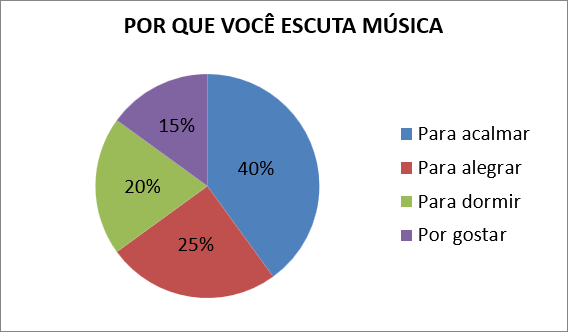 POR QUE VOCÊ ESCUTA MÚSICA
15%
40%
20%
25%
Para acalmar
Para alegrar
Para dormir
Por gostar